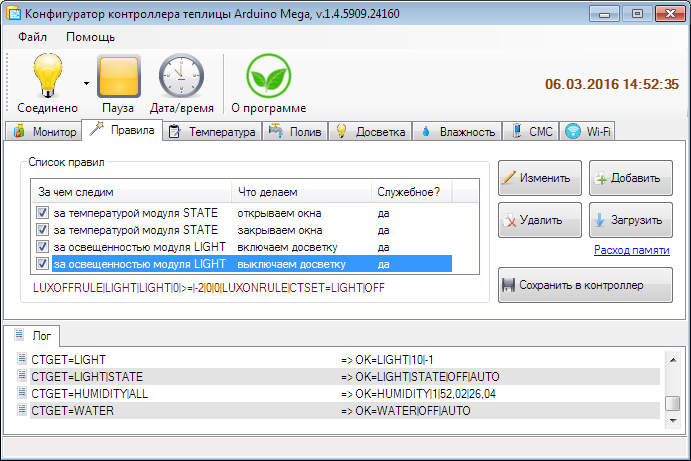 Конфигуратор контроллера теплицы Arduino Mega, v.1.4.5909.24160
Файл Помощь
Соединено Пауза Дата/время О программе
06.03.2016 14:52:35
Монитор Правила Температура Полив Досветка Влажность СМС Wi-Fi
Список правил
За чем следим Что делаем Служебное?
за температурой модуля STATE открываем окна да
за температурой модуля STATE закрываем окна да
за освещенностью модуля LIGHT включаем досветку да
за освещенностью модуля LIGHT выключаем досветку да
LUXOFFRULE|LIGHT|LIGHT|0|>=|-2|0|0|LUXONRULE|CTSET=LIGHT|OFF
Изменить Добавить
Удалить Загрузить
Расход памяти
Сохранить в контроллер
Лог
CTGET=LIGHT => OK=LIGHT|10|-1
CTGET=LIGHT|STATE => OK=LIGHT|STATE|OFF|AUTO
CTGET=HUMIDITY|ALL => OK=HUMIDITY|1|52,02|26,04
CTGET=WATER => OK=WATER|OFF|AUTO